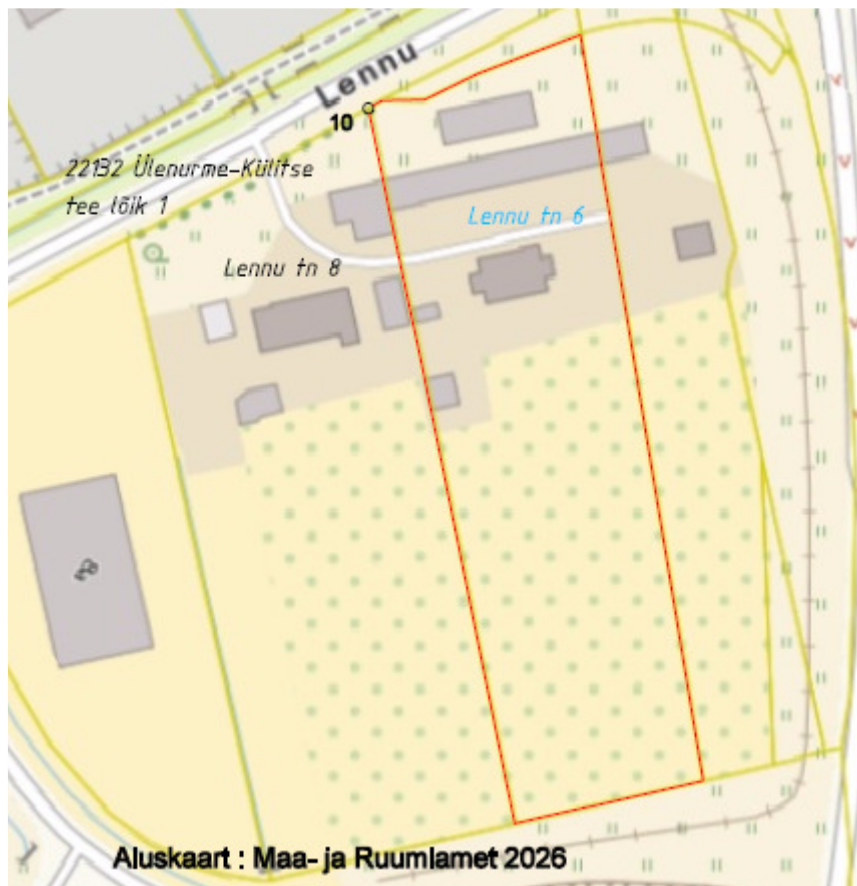 Lennu
10
22132 Ülenurme-Külitse
tee lõik 1
Lennu tn 6
Lennu tn 8
Aluskaart : Maa- ja Ruumiamet 2026